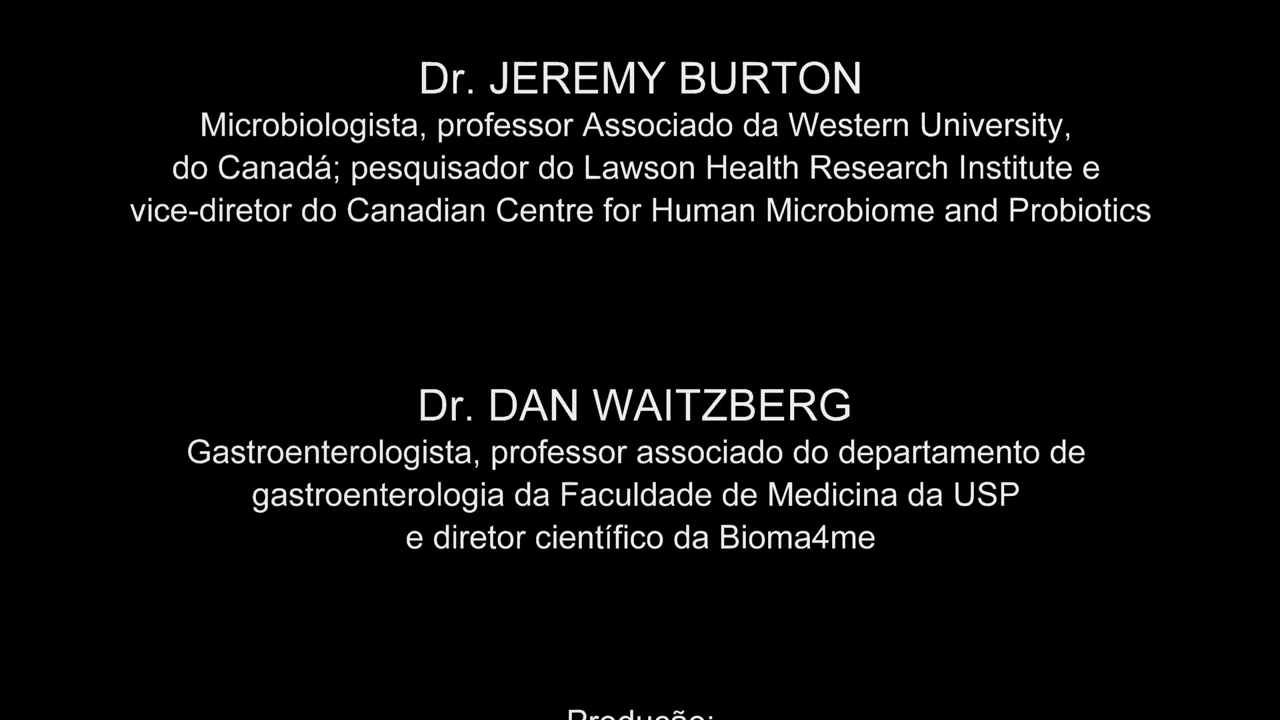 Dr. JEREMY BURTON
Microbiologista, professor Associado da Western University,
do Canadá; pesquisador do Lawson Health Research Institute e
vice-diretor do Canadian Centre for Human Microbiome and Probiotics
Dr. DAN WAITZBERG
Gastroenterologista, professor associado do departamento de
gastroenterologia da Faculdade de Medicina da USP
e diretor científico da Bioma4me
Produção: